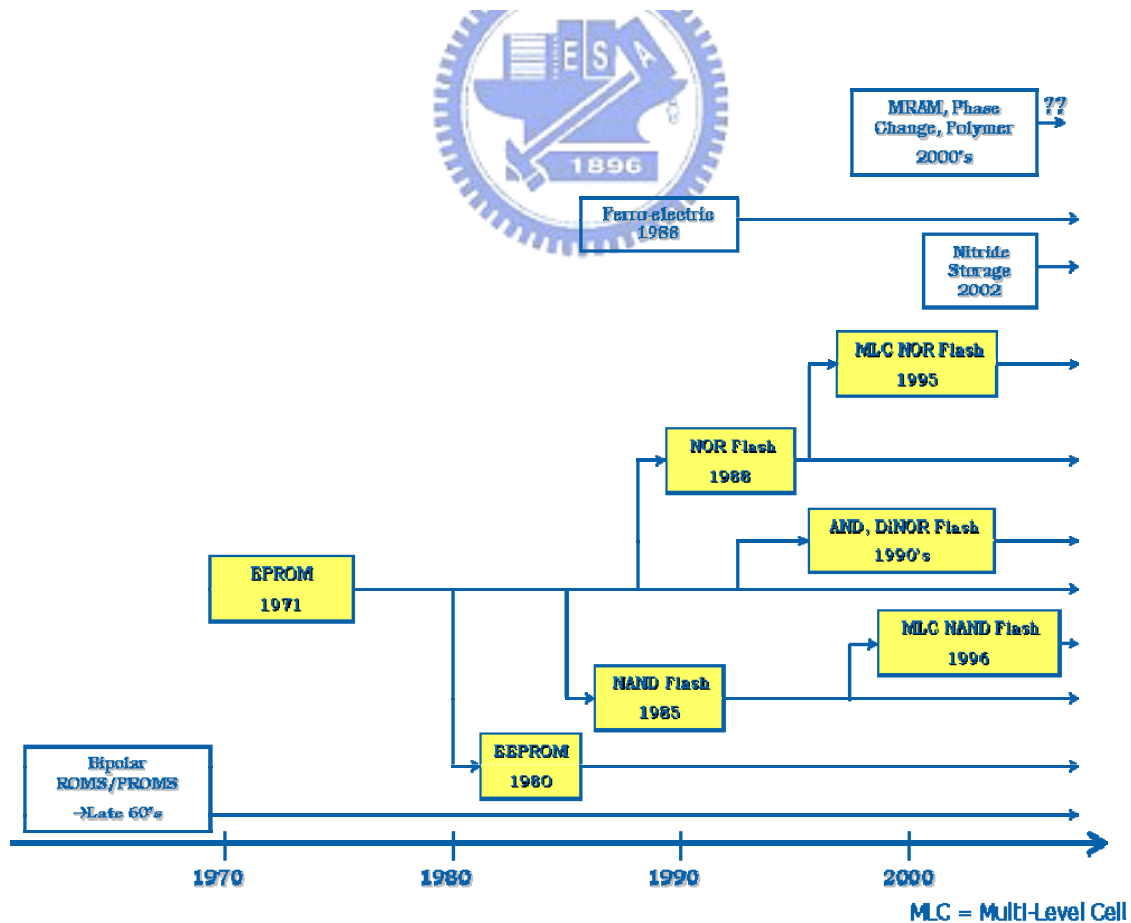 E S A
1896
MRAM, Phase
Change, Polymer
2000's
??
Ferro-electric
1988
Nitride
Storage
2002
MLC NOR Flash
1995
NOR Flash
1988
AND, DiNOR Flash
1990's
EPROM
1971
MLC NAND Flash
1996
NAND Flash
1985
EEPROM
1980
Bipolar
ROMS/PROMS
→Late 60's
1970
1980
1990
2000
MLC = Multi-Level Cell